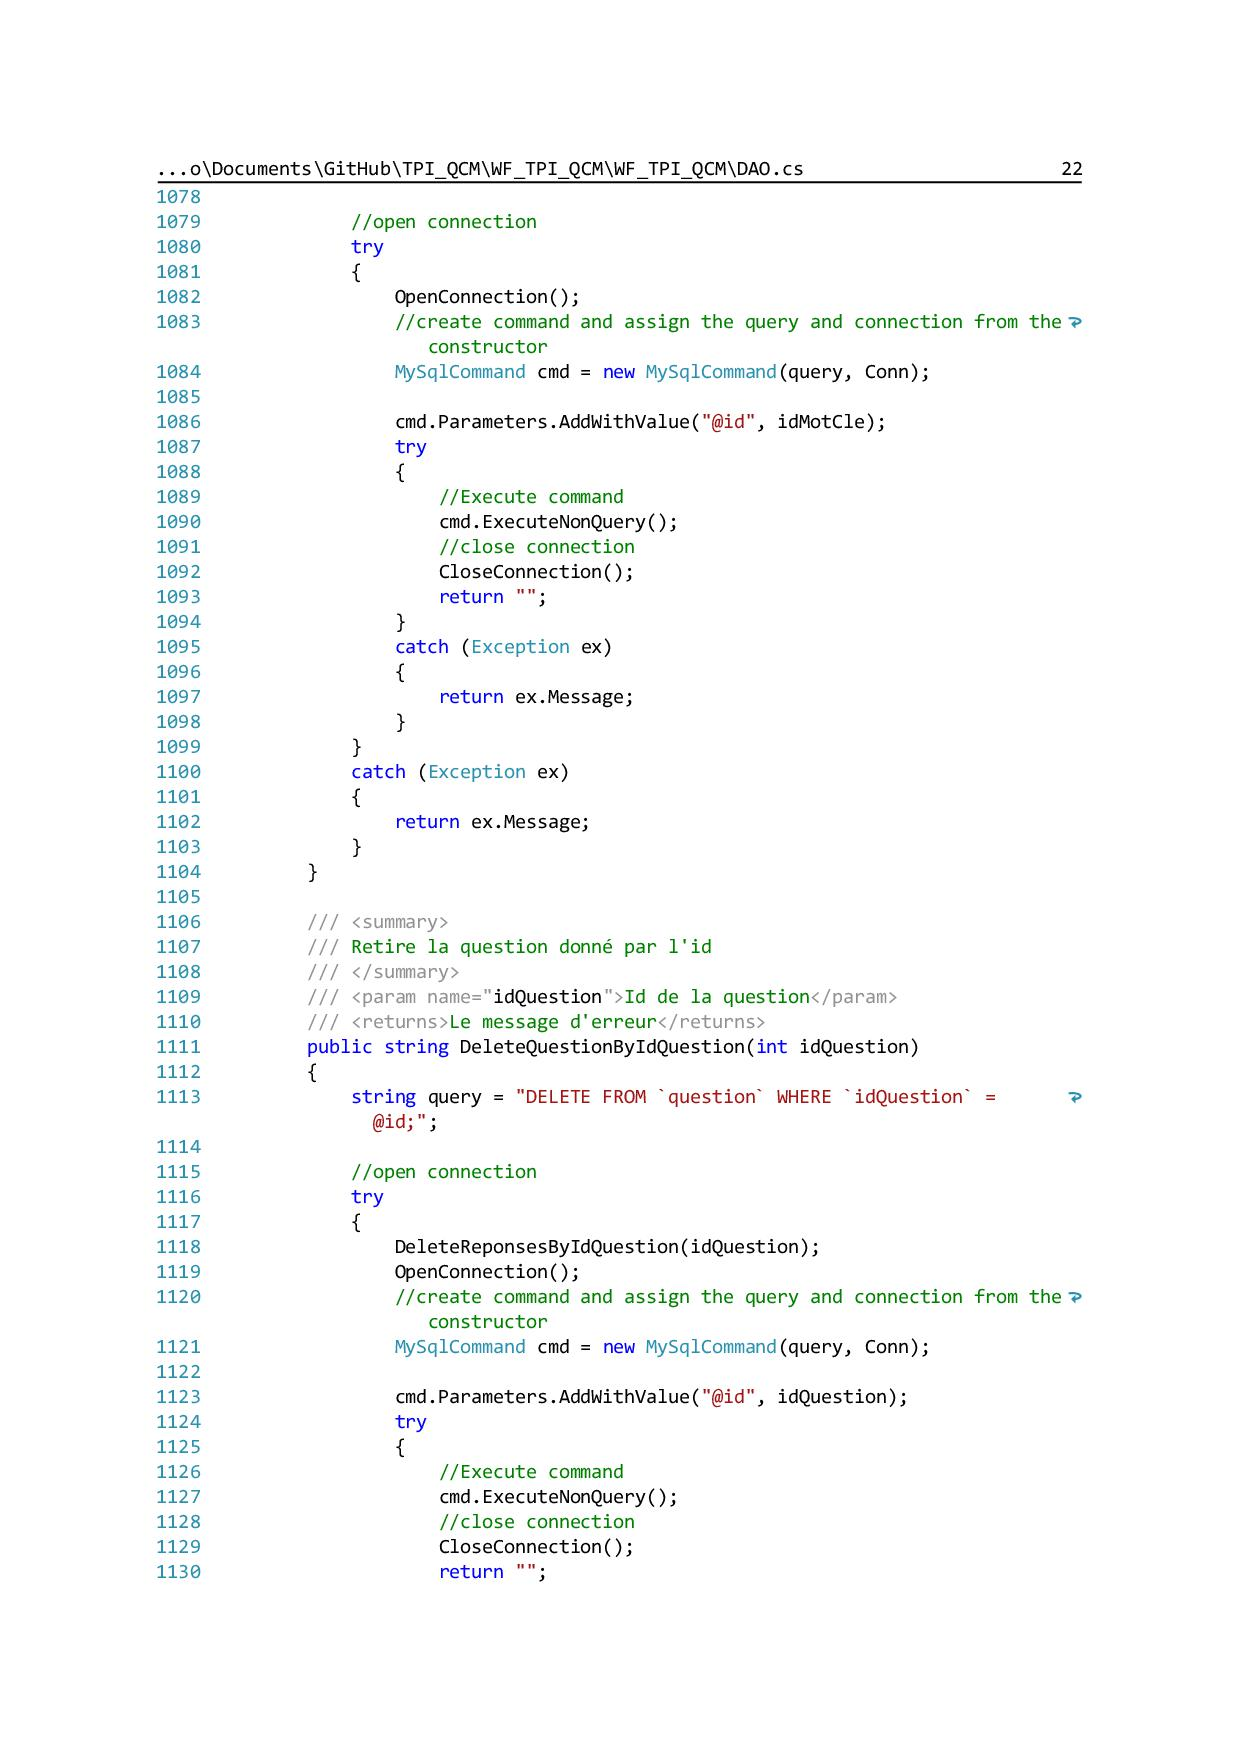 ...o\Documents\GitHub\TPI_QCM\WF_TPI_QCM\WF_TPI_QCM\DAO.cs 22
1078
1079 //open connection
1080 try
1081 {
1082 OpenConnection();
1083 //create command and assign the query and connection from the
constructor
1084 MySqlCommand cmd = new MySqlCommand(query, Conn);
1085
1086 cmd.Parameters.AddWithValue("@id", idMotCle);
1087 try
1088 {
1089 //Execute command
1090 cmd.ExecuteNonQuery();
1091 //close connection
1092 CloseConnection();
1093 return "";
1094 }
1095 catch (Exception ex)
1096 {
1097 return ex.Message;
1098 }
1099 }
1100 catch (Exception ex)
1101 {
1102 return ex.Message;
1103 }
1104 }
1105
1106 /// <summary>
1107 /// Retire la question donné par l'id
1108 /// </summary>
1109 /// <param name="idQuestion">Id de la question</param>
1110 /// <returns>Le message d'erreur</returns>
1111 public string DeleteQuestionByIdQuestion(int idQuestion)
1112 {
1113 string query = "DELETE FROM `question` WHERE `idQuestion` =
@id;";
1114
1115 //open connection
1116 try
1117 {
1118 DeleteReponsesByIdQuestion(idQuestion);
1119 OpenConnection();
1120 //create command and assign the query and connection from the
constructor
1121 MySqlCommand cmd = new MySqlCommand(query, Conn);
1122
1123 cmd.Parameters.AddWithValue("@id", idQuestion);
1124 try
1125 {
1126 //Execute command
1127 cmd.ExecuteNonQuery();
1128 //close connection
1129 CloseConnection();
1130 return "";